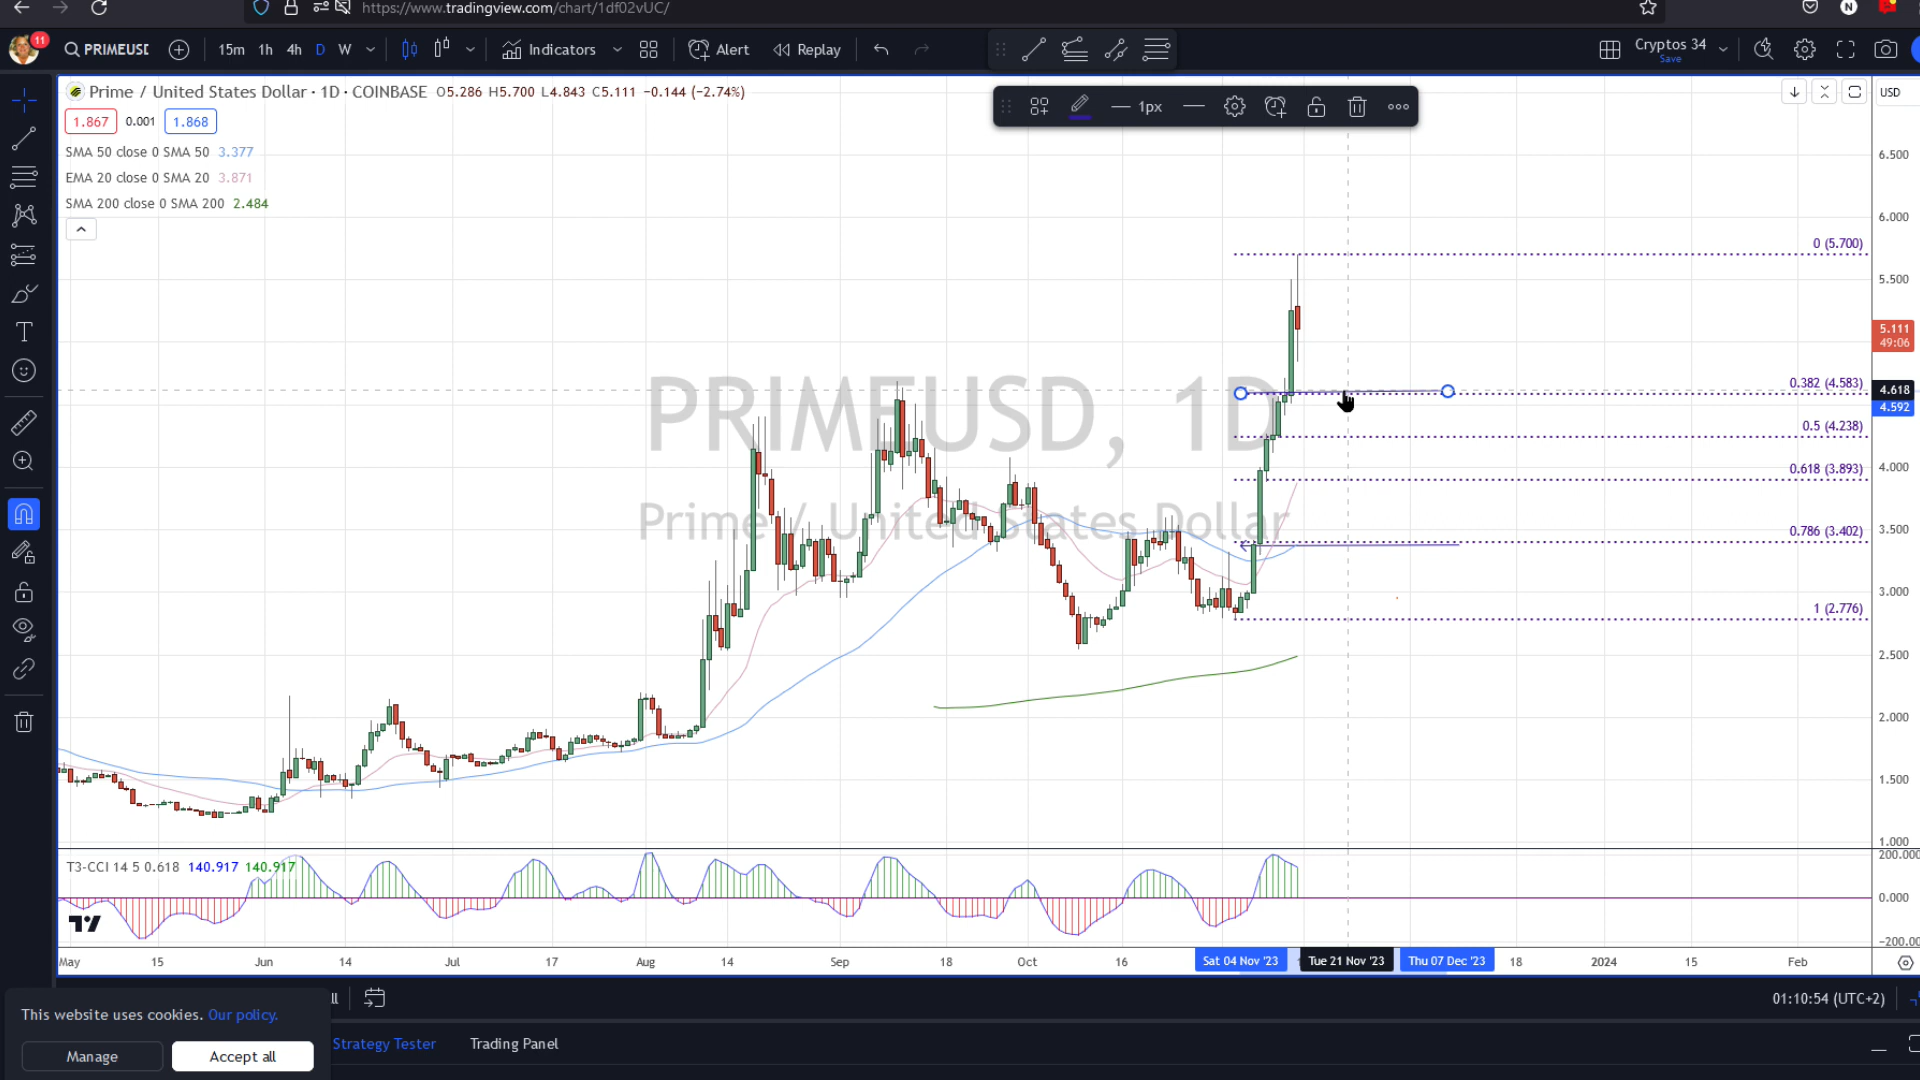 https://www.tradingview.com/chart/1df02vUC/
11
PRIMEUSD
15m 1h 4h D W
Indicators
Alert
Replay
Cryptos 34
Save
Prime / United States Dollar · 1D · COINBASE O5.286 H5.700 L4.843 C5.111 −0.144 (−2.74%)
1.867 0.001 1.868
SMA 50 close 0 SMA 50 3.377
EMA 20 close 0 SMA 20 3.871
SMA 200 close 0 SMA 200 2.484
1px
USD
6.500
6.000
0 (5.700)
5.500
5.111
49:06
0.382 (4.583)
4.618
4.592
0.5 (4.238)
0.618 (3.893)
4.000
3.500
0.786 (3.402)
3.000
1 (2.776)
2.500
2.000
1.500
1.000
PRIMEUSD, 1D
Prime / United States Dollar
T3-CCI 14 5 0.618 140.917 140.917
200.000
0.000
−200.00
May 15 Jun 14 Jul 17 Aug 14 Sep 18 Oct 16 Sat 04 Nov '23 Tue 21 Nov '23 Thu 07 Dec '23 18 2024 15 Feb
01:10:54 (UTC+2)
This website uses cookies. Our policy.
Manage
Accept all
Strategy Tester
Trading Panel